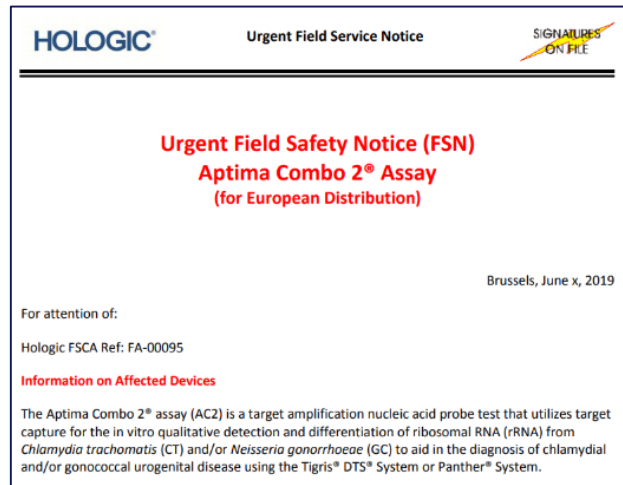 HOLOGIC®
Urgent Field Service Notice
SIGNATURES
ON FILE
Urgent Field Safety Notice (FSN)
Aptima Combo 2® Assay
(for European Distribution)
Brussels, June x, 2019
For attention of:
Hologic FSCA Ref: FA-00095
Information on Affected Devices
The Aptima Combo 2® assay (AC2) is a target amplification nucleic acid probe test that utilizes target
capture for the in vitro qualitative detection and differentiation of ribosomal RNA (rRNA) from
Chlamydia trachomatis (CT) and/or Neisseria gonorrhoeae (GC) to aid in the diagnosis of chlamydial
and/or gonococcal urogenital disease using the Tigris® DTS® System or Panther® System.